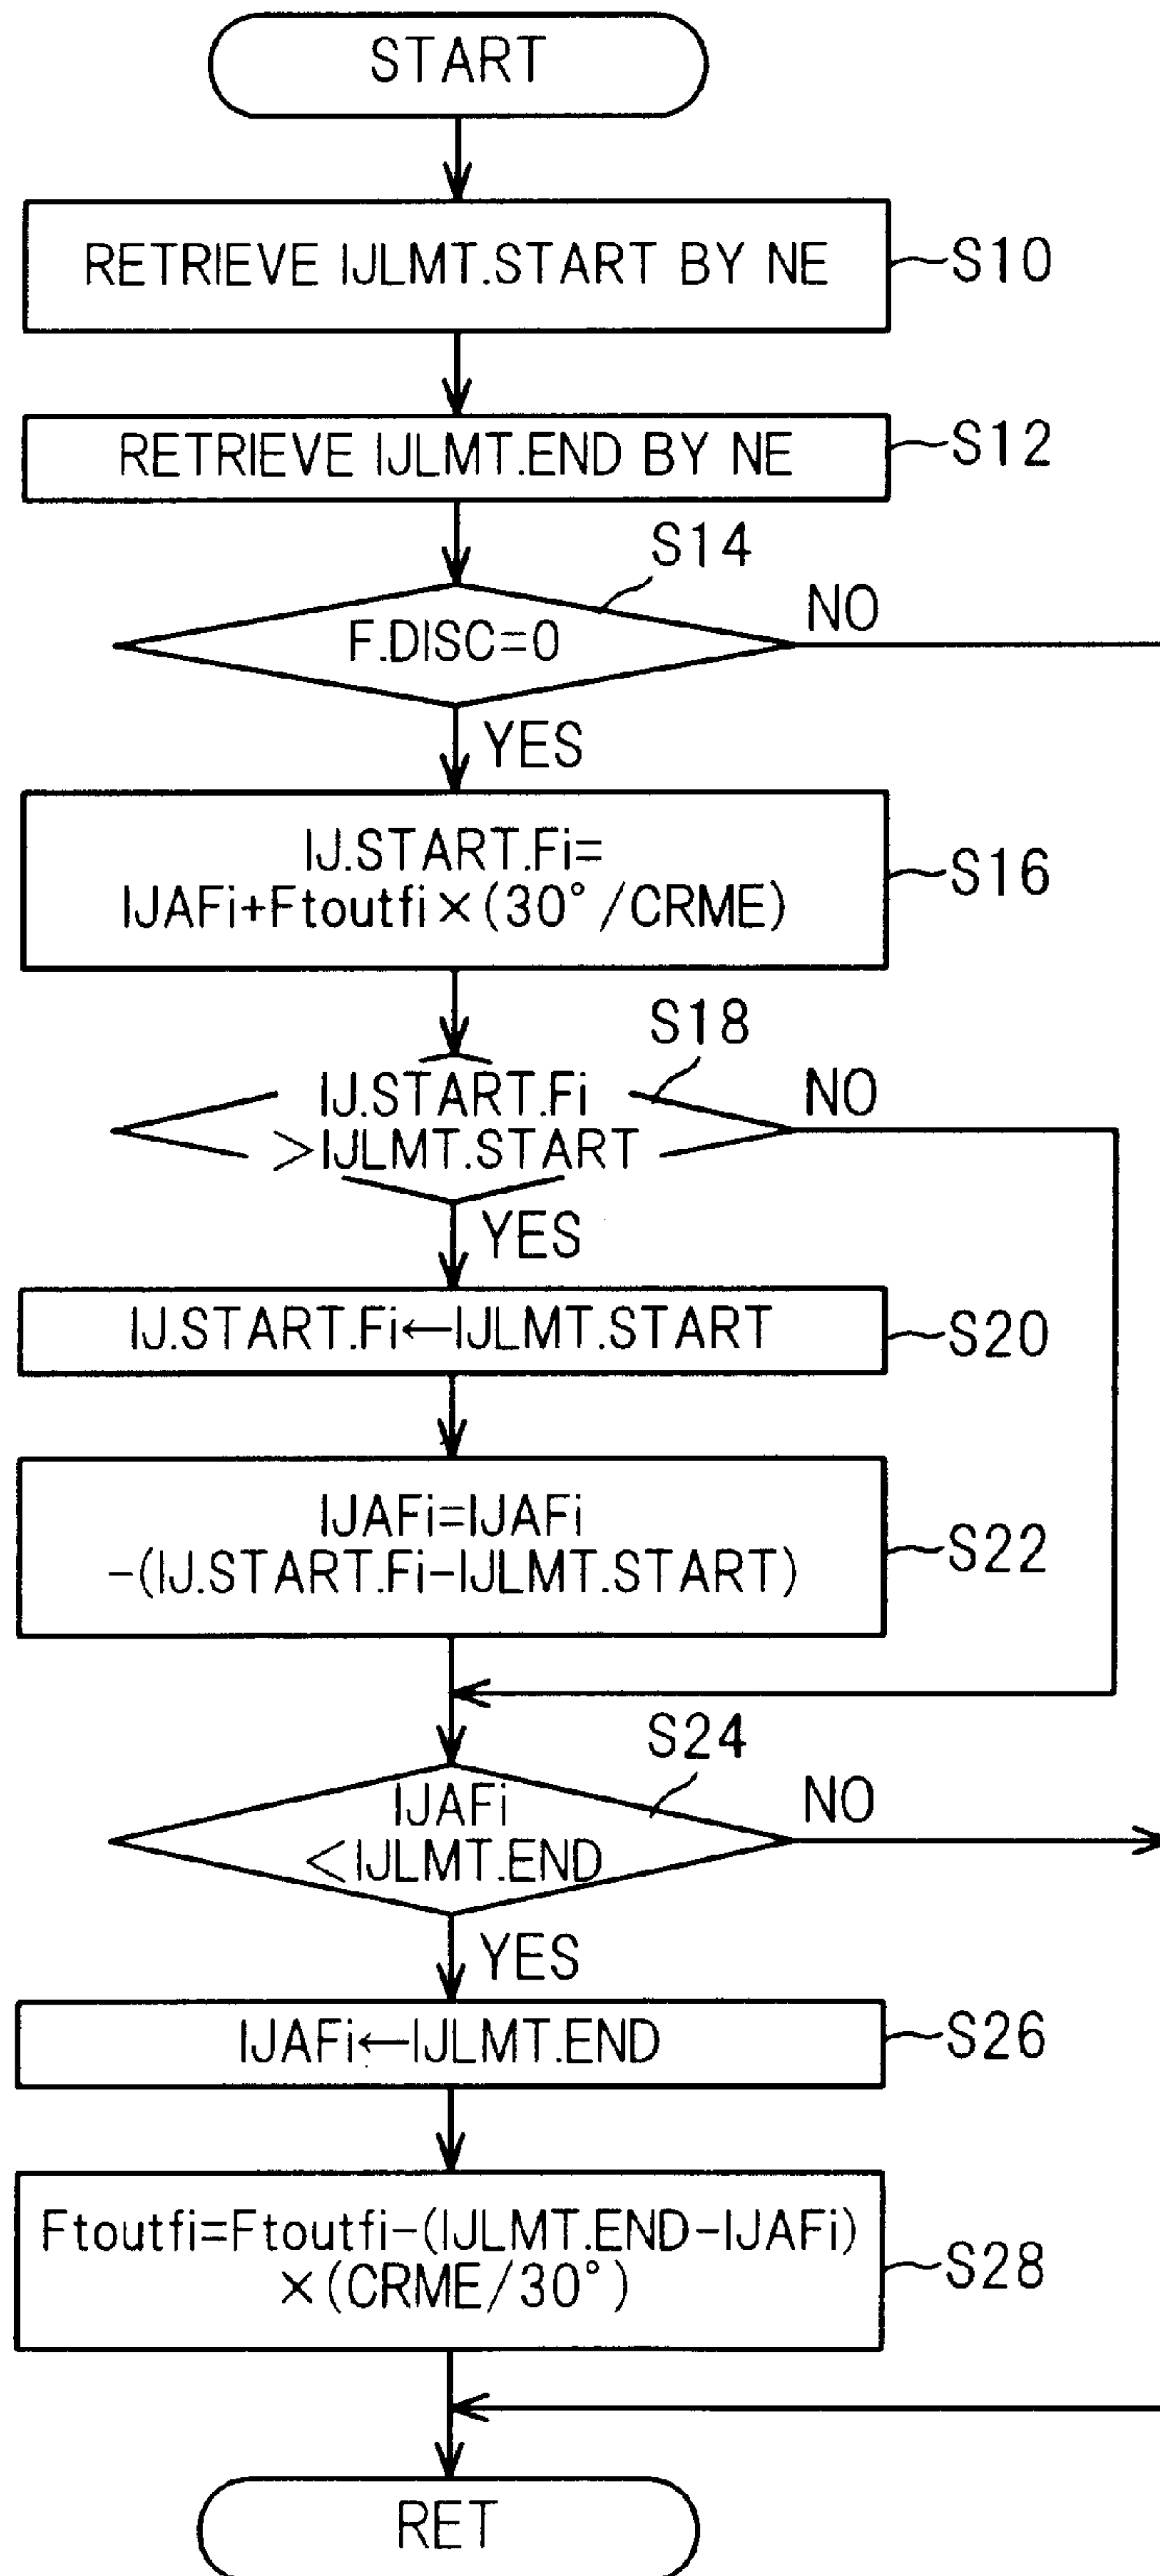 START
RETRIEVE IJLMT.START BY NE
S10
RETRIEVE IJLMT.END BY NE
S12
S14
F.DISC=0
NO
YES
IJ.START.Fi=
IJAFi+Ftoutfi×(30°/CRME)
S16
S18
IJ.START.Fi
>IJLMT.START
NO
YES
IJ.START.Fi←IJLMT.START
S20
IJAFi=IJAFi
-(IJ.START.Fi-IJLMT.START)
S22
S24
IJAFi
<IJLMT.END
NO
YES
IJAFi←IJLMT.END
S26
Ftoutfi=Ftoutfi-(IJLMT.END-IJAFi)
×(CRME/30°)
S28
RET